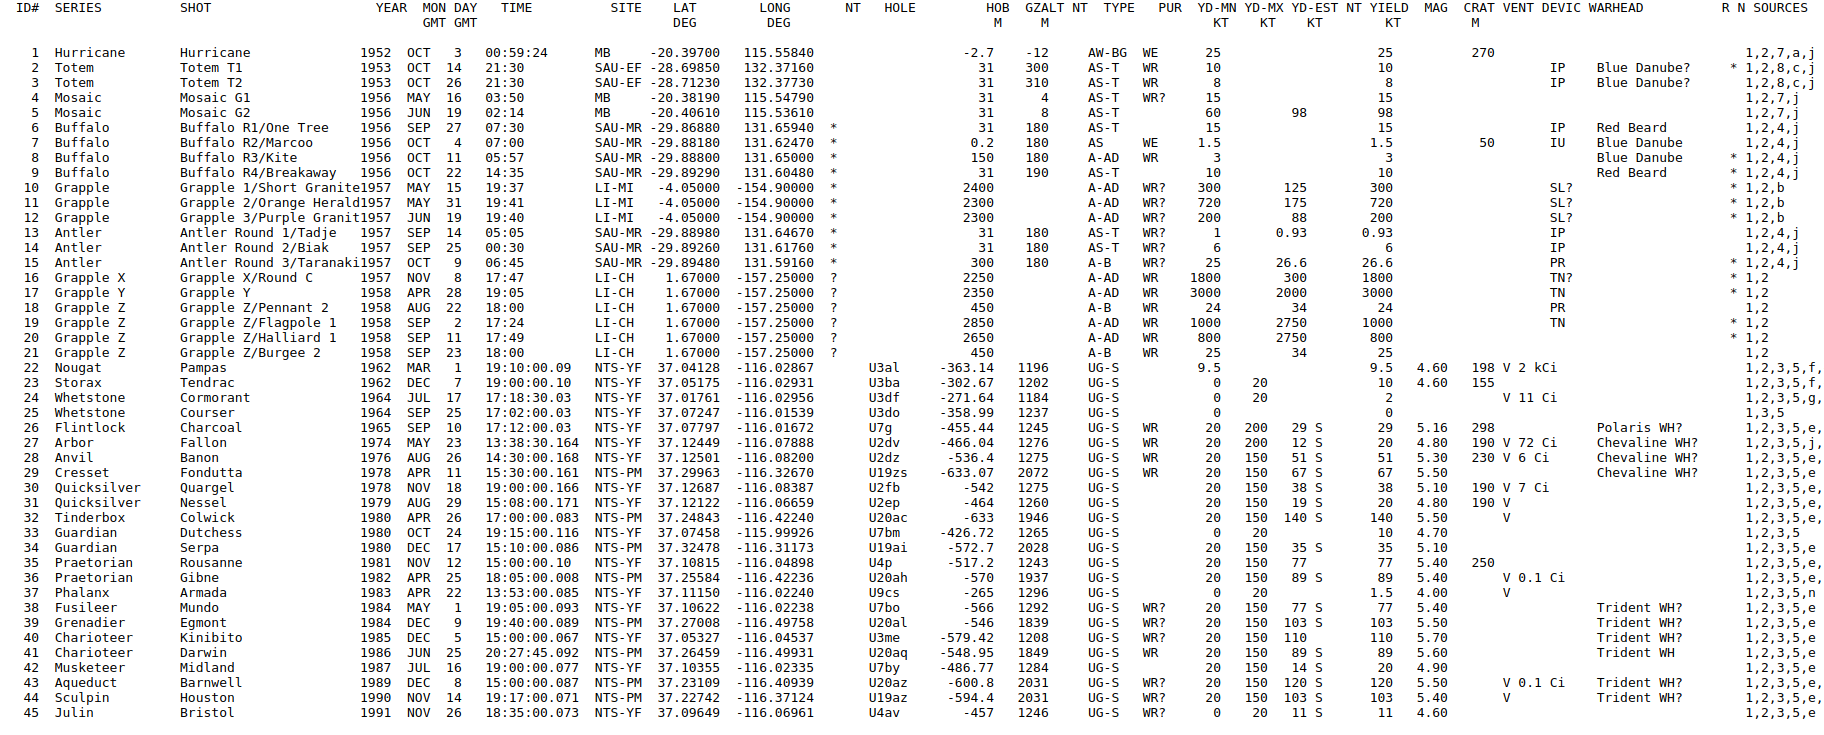 ID# SERIES SHOT YEAR MON DAY TIME SITE LAT LONG NT HOLE HOB GZALT NT TYPE PUR YD-MN YD-MX YD-EST NT YIELD MAG CRAT VENT DEVIC WARHEAD R N SOURCES
GMT GMT DEG DEG M M KT KT KT KT M
1 Hurricane Hurricane 1952 OCT 3 00:59:24 MB -20.39700 115.55840 -2.7 -12 AW-BG WE 25 25 270 1,2,7,a,j
2 Totem Totem T1 1953 OCT 14 21:30 SAU-EF -28.69850 132.37160 31 300 AS-T WR 10 10 IP Blue Danube? * 1,2,8,c,j
3 Totem Totem T2 1953 OCT 26 21:30 SAU-EF -28.71230 132.37730 31 310 AS-T WR 8 8 IP Blue Danube? * 1,2,8,c,j
4 Mosaic Mosaic G1 1956 MAY 16 03:50 MB -20.38190 115.54790 31 4 AS-T WR? 15 15 1,2,7,j
5 Mosaic Mosaic G2 1956 JUN 19 02:14 MB -20.40610 115.53610 31 8 AS-T 60 98 98 1,2,7,j
6 Buffalo Buffalo R1/One Tree 1956 SEP 27 07:30 SAU-MR -29.86880 131.65940 * 31 180 AS-T 15 15 IP Red Beard 1,2,4,j
7 Buffalo Buffalo R2/Marcoo 1956 OCT 4 07:00 SAU-MR -29.88180 131.62470 * 0.2 180 AS WE 1.5 1.5 50 IU Blue Danube 1,2,4,j
8 Buffalo Buffalo R3/Kite 1956 OCT 11 05:57 SAU-MR -29.88800 131.65000 * 150 180 A-AD WR 3 3 Blue Danube * 1,2,4,j
9 Buffalo Buffalo R4/Breakaway 1956 OCT 22 14:35 SAU-MR -29.89290 131.60480 * 31 190 AS-T 10 10 Red Beard * 1,2,4,j
10 Grapple Grapple 1/Short Granite1957 MAY 15 19:37 LI-MI -4.05000 -154.90000 * 2400 A-AD WR? 300 125 300 SL? * 1,2,b
11 Grapple Grapple 2/Orange Herald1957 MAY 31 19:41 LI-MI -4.05000 -154.90000 * 2300 A-AD WR? 720 175 720 SL? * 1,2,b
12 Grapple Grapple 3/Purple Granit1957 JUN 19 19:40 LI-MI -4.05000 -154.90000 * 2300 A-AD WR? 200 88 200 SL? * 1,2,b
13 Antler Antler Round 1/Tadje 1957 SEP 14 05:05 SAU-MR -29.88980 131.64670 * 31 180 AS-T WR? 1 0.93 0.93 IP 1,2,4,j
14 Antler Antler Round 2/Biak 1957 SEP 25 00:30 SAU-MR -29.89260 131.61760 * 31 180 AS-T WR? 6 6 IP 1,2,4,j
15 Antler Antler Round 3/Taranaki1957 OCT 9 06:45 SAU-MR -29.89480 131.59160 * 300 180 A-B WR? 25 26.6 26.6 PR * 1,2,4,j
16 Grapple X Grapple X/Round C 1957 NOV 8 17:47 LI-CH 1.67000 -157.25000 ? 2250 A-AD WR 1800 300 1800 TN? * 1,2
17 Grapple Y Grapple Y 1958 APR 28 19:05 LI-CH 1.67000 -157.25000 ? 2350 A-AD WR 3000 2000 3000 TN * 1,2
18 Grapple Z Grapple Z/Pennant 2 1958 AUG 22 18:00 LI-CH 1.67000 -157.25000 ? 450 A-B WR 24 34 24 PR 1,2
19 Grapple Z Grapple Z/Flagpole 1 1958 SEP 2 17:24 LI-CH 1.67000 -157.25000 ? 2850 A-AD WR 1000 2750 1000 TN * 1,2
20 Grapple Z Grapple Z/Halliard 1 1958 SEP 11 17:49 LI-CH 1.67000 -157.25000 ? 2650 A-AD WR 800 2750 800 * 1,2
21 Grapple Z Grapple Z/Burgee 2 1958 SEP 23 18:00 LI-CH 1.67000 -157.25000 ? 450 A-B WR 25 34 25 1,2
22 Nougat Pampas 1962 MAR 1 19:10:00.09 NTS-YF 37.04128 -116.02867 U3al -363.14 1196 UG-S 9.5 9.5 4.60 198 V 2 kCi 1,2,3,5,f,
23 Storax Tendrac 1962 DEC 7 19:00:00.10 NTS-YF 37.05175 -116.02931 U3ba -302.67 1202 UG-S 0 20 10 4.60 155 1,2,3,5,f,
24 Whetstone Cormorant 1964 JUL 17 17:18:30.03 NTS-YF 37.01761 -116.02956 U3df -271.64 1184 UG-S 0 20 2 V 11 Ci 1,2,3,5,g,
25 Whetstone Courser 1964 SEP 25 17:02:00.03 NTS-YF 37.07247 -116.01539 U3do -358.99 1237 UG-S 0 0 1,3,5
26 Flintlock Charcoal 1965 SEP 10 17:12:00.03 NTS-YF 37.07797 -116.01672 U7g -455.44 1245 UG-S WR 20 200 29 S 29 5.16 298 Polaris WH? 1,2,3,5,e,
27 Arbor Fallon 1974 MAY 23 13:38:30.164 NTS-YF 37.12449 -116.07888 U2dv -466.04 1276 UG-S WR 20 200 12 S 20 4.80 190 V 72 Ci Chevaline WH? 1,2,3,5,j,
28 Anvil Banon 1976 AUG 26 14:30:00.168 NTS-YF 37.12501 -116.08200 U2dz -536.4 1275 UG-S WR 20 150 51 S 51 5.30 230 V 6 Ci Chevaline WH? 1,2,3,5,e,
29 Cresset Fondutta 1978 APR 11 15:30:00.161 NTS-PM 37.29963 -116.32670 U19zs -633.07 2072 UG-S WR 20 150 67 S 67 5.50 Chevaline WH? 1,2,3,5,e,
30 Quicksilver Quargel 1978 NOV 18 19:00:00.166 NTS-YF 37.12687 -116.08387 U2fb -542 1275 UG-S 20 150 38 S 38 5.10 190 V 7 Ci 1,2,3,5,e,
31 Quicksilver Nessel 1979 AUG 29 15:08:00.171 NTS-YF 37.12122 -116.06659 U2ep -464 1260 UG-S 20 150 19 S 20 4.80 190 V 1,2,3,5,e,
32 Tinderbox Colwick 1980 APR 26 17:00:00.083 NTS-PM 37.24843 -116.42240 U20ac -633 1946 UG-S 20 150 140 S 140 5.50 V 1,2,3,5,e,
33 Guardian Dutchess 1980 OCT 24 19:15:00.116 NTS-YF 37.07458 -115.99926 U7bm -426.72 1265 UG-S 0 20 10 4.70 1,2,3,5
34 Guardian Serpa 1980 DEC 17 15:10:00.086 NTS-PM 37.32478 -116.31173 U19ai -572.7 2028 UG-S 20 150 35 S 35 5.10 1,2,3,5,e
35 Praetorian Rousanne 1981 NOV 12 15:00:00.10 NTS-YF 37.10815 -116.04898 U4p -517.2 1243 UG-S 20 150 77 77 5.40 250 1,2,3,5,e,
36 Praetorian Gibne 1982 APR 25 18:05:00.008 NTS-PM 37.25584 -116.42236 U20ah -570 1937 UG-S 20 150 89 S 89 5.40 V 0.1 Ci 1,2,3,5,e,
37 Phalanx Armada 1983 APR 22 13:53:00.085 NTS-YF 37.11150 -116.02240 U9cs -265 1296 UG-S 0 20 1.5 4.00 V 1,2,3,5,n
38 Fusileer Mundo 1984 MAY 1 19:05:00.093 NTS-YF 37.10622 -116.02238 U7bo -566 1292 UG-S WR? 20 150 77 S 77 5.40 Trident WH? 1,2,3,5,e
39 Grenadier Egmont 1984 DEC 9 19:40:00.089 NTS-PM 37.27008 -116.49758 U20al -546 1839 UG-S WR? 20 150 103 S 103 5.50 Trident WH? 1,2,3,5,e
40 Charioteer Kinibito 1985 DEC 5 15:00:00.067 NTS-YF 37.05327 -116.04537 U3me -579.42 1208 UG-S WR? 20 150 110 110 5.70 Trident WH? 1,2,3,5,e
41 Charioteer Darwin 1986 JUN 25 20:27:45.092 NTS-PM 37.26459 -116.49931 U20aq -548.95 1849 UG-S WR 20 150 89 S 89 5.60 Trident WH 1,2,3,5,e
42 Musketeer Midland 1987 JUL 16 19:00:00.077 NTS-YF 37.10355 -116.02335 U7by -486.77 1284 UG-S 20 150 14 S 20 4.90 1,2,3,5,e
43 Aqueduct Barnwell 1989 DEC 8 15:00:00.087 NTS-PM 37.23109 -116.40939 U20az -600.8 2031 UG-S WR? 20 150 120 S 120 5.50 V 0.1 Ci Trident WH? 1,2,3,5,e,
44 Sculpin Houston 1990 NOV 14 19:17:00.071 NTS-PM 37.22742 -116.37124 U19az -594.4 2031 UG-S WR? 20 150 103 S 103 5.40 V Trident WH? 1,2,3,5,e,
45 Julin Bristol 1991 NOV 26 18:35:00.073 NTS-YF 37.09649 -116.06961 U4av -457 1246 UG-S WR? 0 20 11 S 11 4.60 1,2,3,5,e